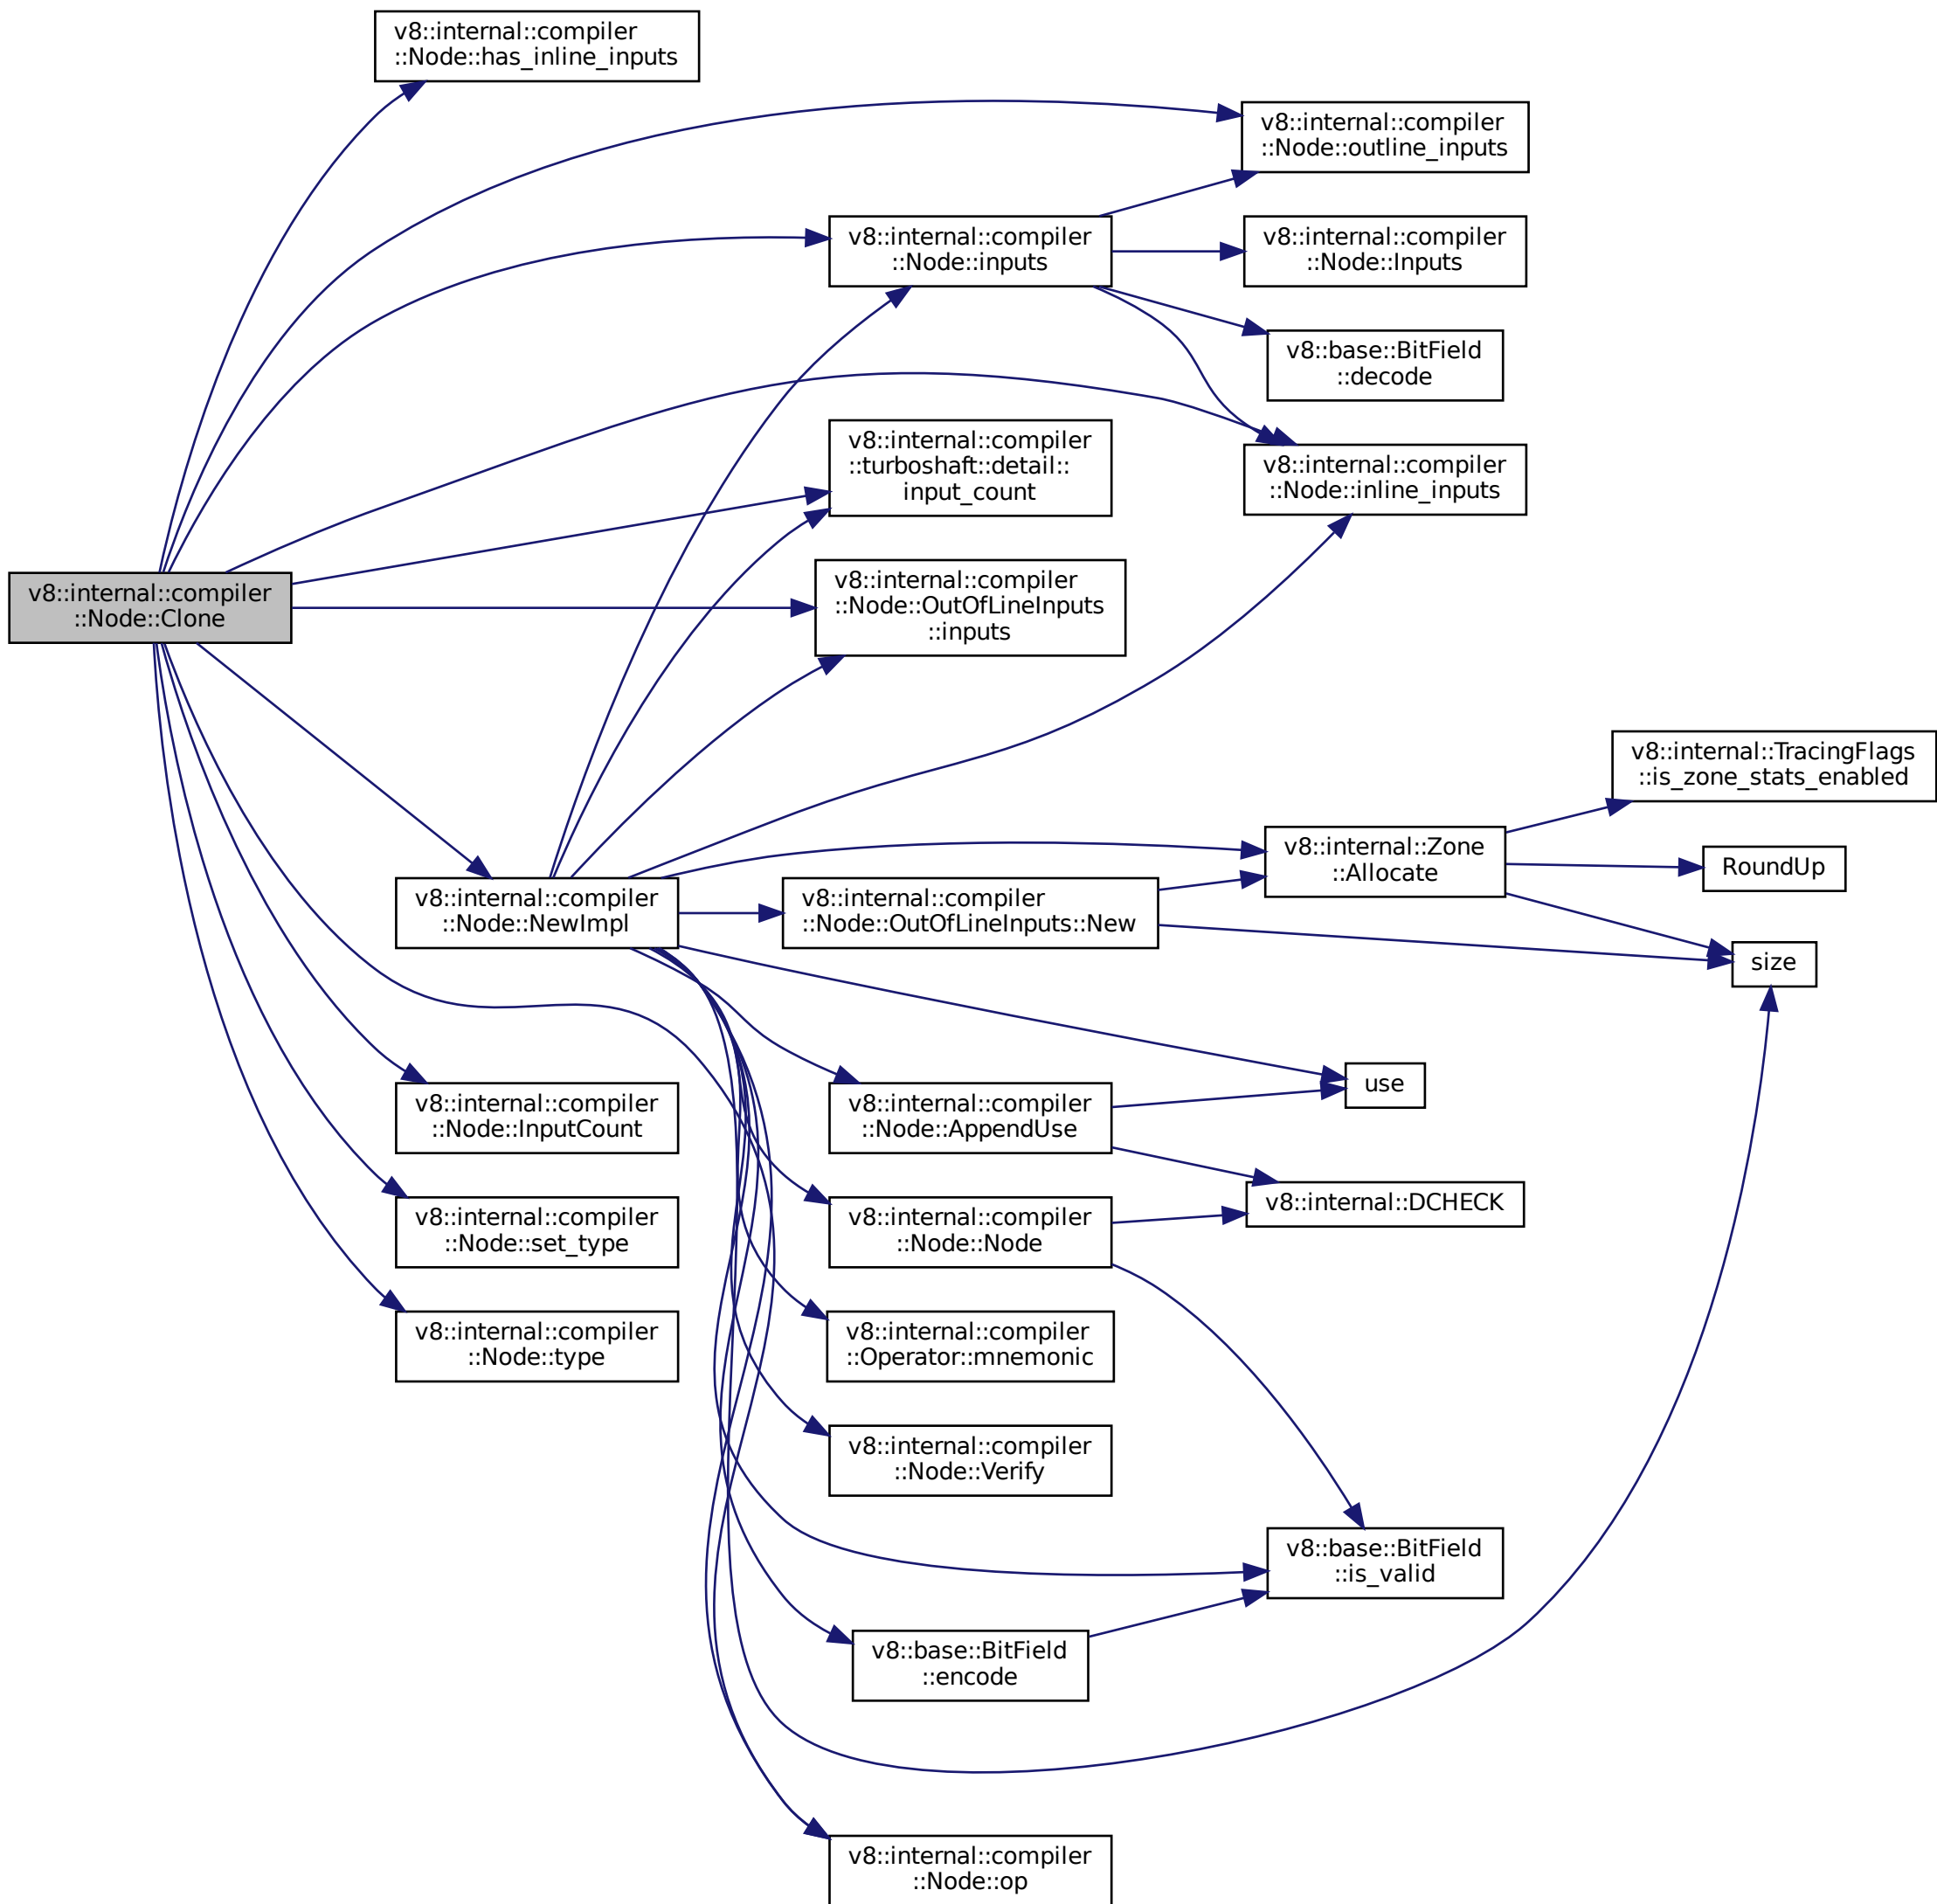 v8::internal::compiler
::Node::has_inline_inputs
v8::internal::compiler
::Node::outline_inputs
v8::internal::compiler
::Node::inputs
v8::internal::compiler
::Node::Inputs
v8::base::BitField
::decode
v8::internal::compiler
::turboshaft::detail::
input_count
v8::internal::compiler
::Node::inline_inputs
v8::internal::compiler
::Node::Clone
v8::internal::compiler
::Node::OutOfLineInputs
::inputs
v8::internal::TracingFlags
::is_zone_stats_enabled
v8::internal::Zone
::Allocate
RoundUp
v8::internal::compiler
::Node::NewImpl
v8::internal::compiler
::Node::OutOfLineInputs::New
size
use
v8::internal::compiler
::Node::InputCount
v8::internal::compiler
::Node::AppendUse
v8::internal::DCHECK
v8::internal::compiler
::Node::set_type
v8::internal::compiler
::Node::Node
v8::internal::compiler
::Node::type
v8::internal::compiler
::Operator::mnemonic
v8::internal::compiler
::Node::Verify
v8::base::BitField
::is_valid
v8::base::BitField
::encode
v8::internal::compiler
::Node::op